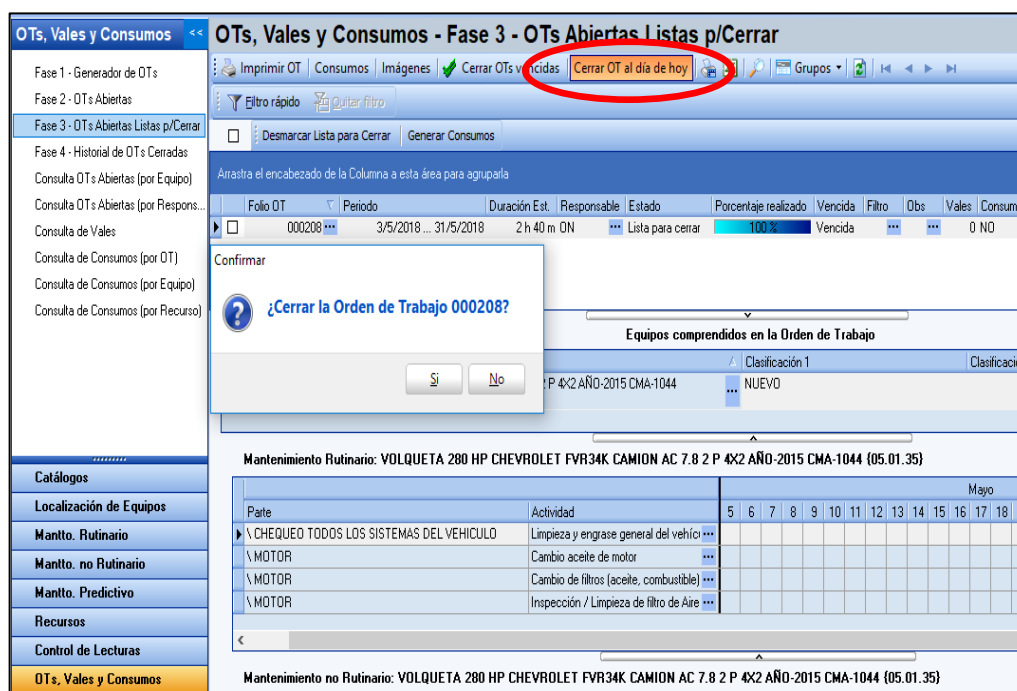 OTs, Vales y Consumos <<
Fase 1 - Generador de OTs
Fase 2 - OTs Abiertas
Fase 3 - OTs Abiertas Listas p/Cerrar
Fase 4 - Historial de OTs Cerradas
Consulta OTs Abiertas (por Equipo)
Consulta OTs Abiertas (por Respons...
Consulta de Vales
Consulta de Consumos (por OT)
Consulta de Consumos (por Equipo)
Consulta de Consumos (por Recurso)
Catálogos
Localización de Equipos
Mantto. Rutinario
Mantto. no Rutinario
Mantto. Predictivo
Recursos
Control de Lecturas
OTs, Vales y Consumos
OTs, Vales y Consumos - Fase 3 - OTs Abiertas Listas p/Cerrar
Imprimir OT Consumos Imágenes Cerrar OTs vencidas Cerrar OT al día de hoy Grupos
Filtro rápido Quitar filtro
Desmarcar Lista para Cerrar Generar Consumos
Arrastra el encabezado de la Columna a esta área para agruparla
Folio OT Periodo Duración Est. Responsable Estado Porcentaje realizado Vencida Filtro Obs Vales Consum
000208 ... 3/5/2018 ... 31/5/2018 2 h 40 m ON ... Lista para cerrar 100 % Vencida ... ... 0 NO
Confirmar
¿Cerrar la Orden de Trabajo 000208?
Si No
Equipos comprendidos en la Orden de Trabajo
Clasificación 1 Clasificaci
P 4X2 AÑO-2015 CMA-1044 ... NUEVO
Mantenimiento Rutinario: VOLQUETA 280 HP CHEVROLET FVR34K CAMION AC 7.8 2 P 4X2 AÑO-2015 CMA-1044 {05.01.35}
Mayo
Parte Actividad 5 6 7 8 9 10 11 12 13 14 15 16 17 18
\ CHEQUEO TODOS LOS SISTEMAS DEL VEHICULO Limpieza y engrase general del vehíc ...
\ MOTOR Cambio aceite de motor ...
\ MOTOR Cambio de filtros (aceite, combustible) ...
\ MOTOR Inspección / Limpieza de filtro de Aire ...
Mantenimiento no Rutinario: VOLQUETA 280 HP CHEVROLET FVR34K CAMION AC 7.8 2 P 4X2 AÑO-2015 CMA-1044 {05.01.35}